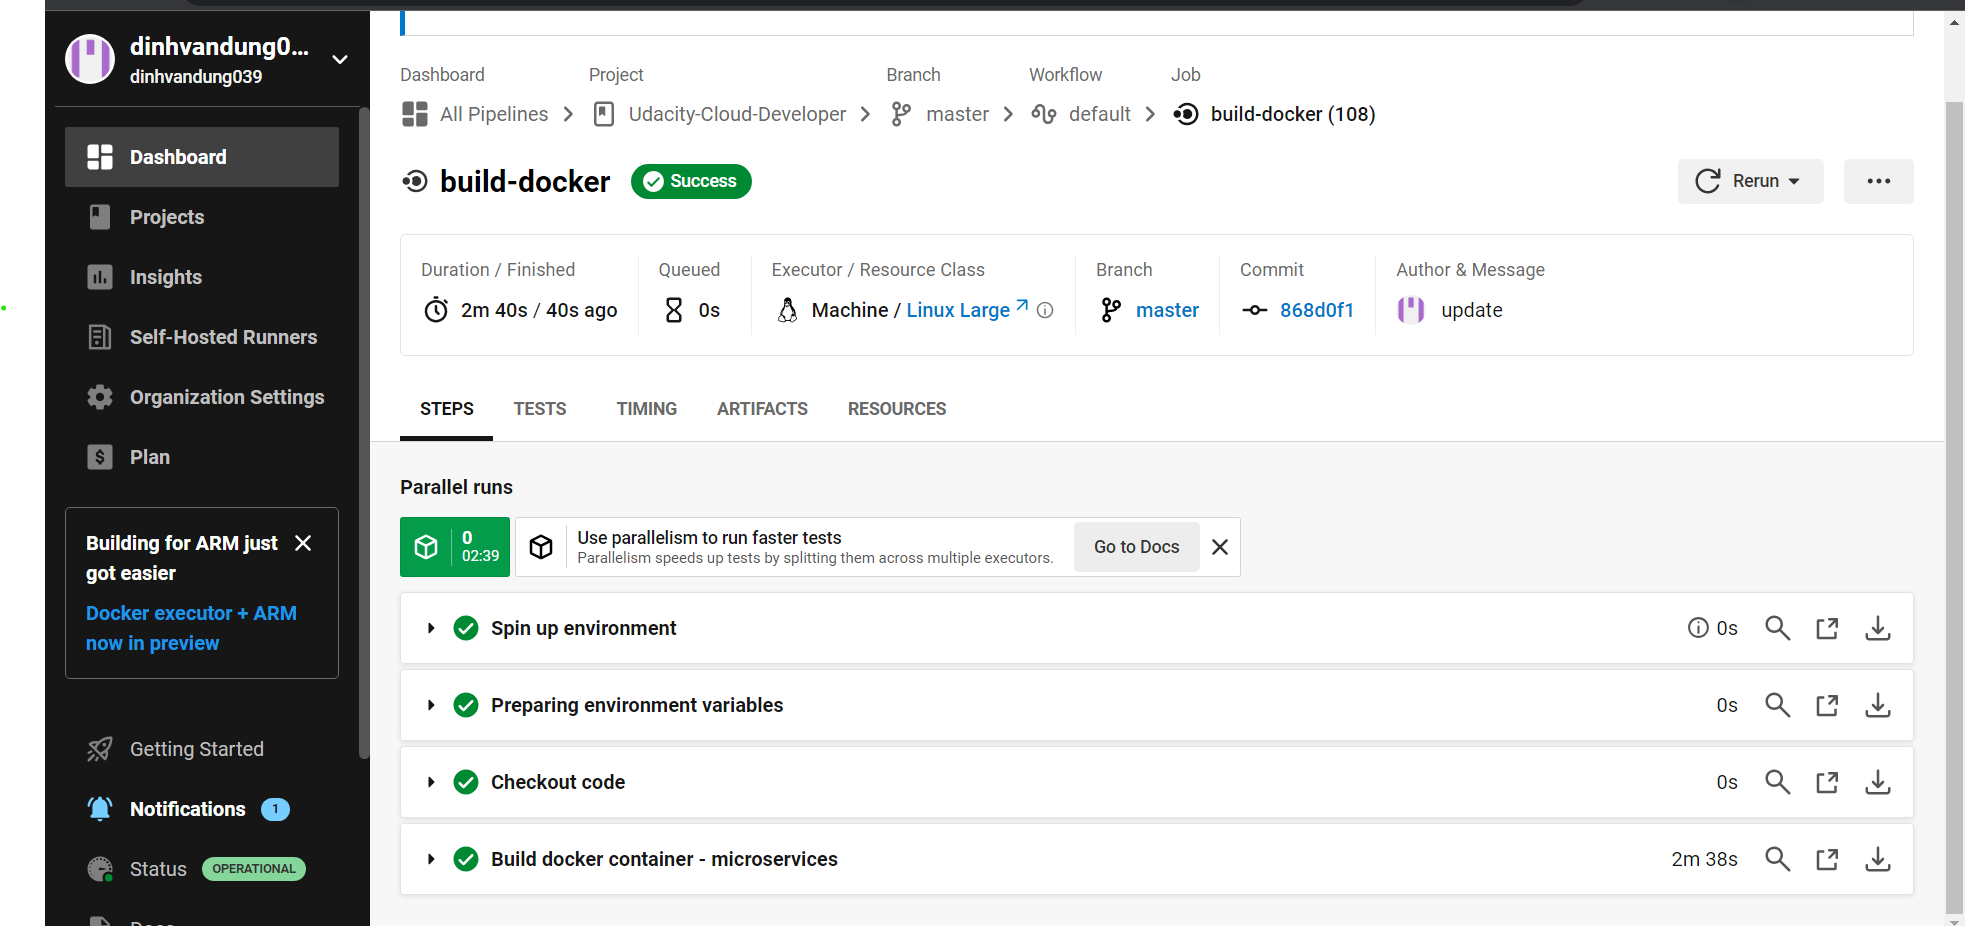 dinhvandung0...
dinhvandung039
Dashboard
Projects
Insights
Self-Hosted Runners
Organization Settings
Plan
Building for ARM just
got easier
Docker executor + ARM
now in preview
Getting Started
Notifications 1
Status OPERATIONAL
Docs
Dashboard Project Branch Workflow Job
All Pipelines Udacity-Cloud-Developer master default build-docker (108)
build-docker Success Rerun
Duration / Finished Queued Executor / Resource Class Branch Commit Author & Message
2m 40s / 40s ago 0s Machine / Linux Large master 868d0f1 update
STEPS TESTS TIMING ARTIFACTS RESOURCES
Parallel runs
0
02:39
Use parallelism to run faster tests
Parallelism speeds up tests by splitting them across multiple executors.
Go to Docs
Spin up environment 0s
Preparing environment variables 0s
Checkout code 0s
Build docker container - microservices 2m 38s